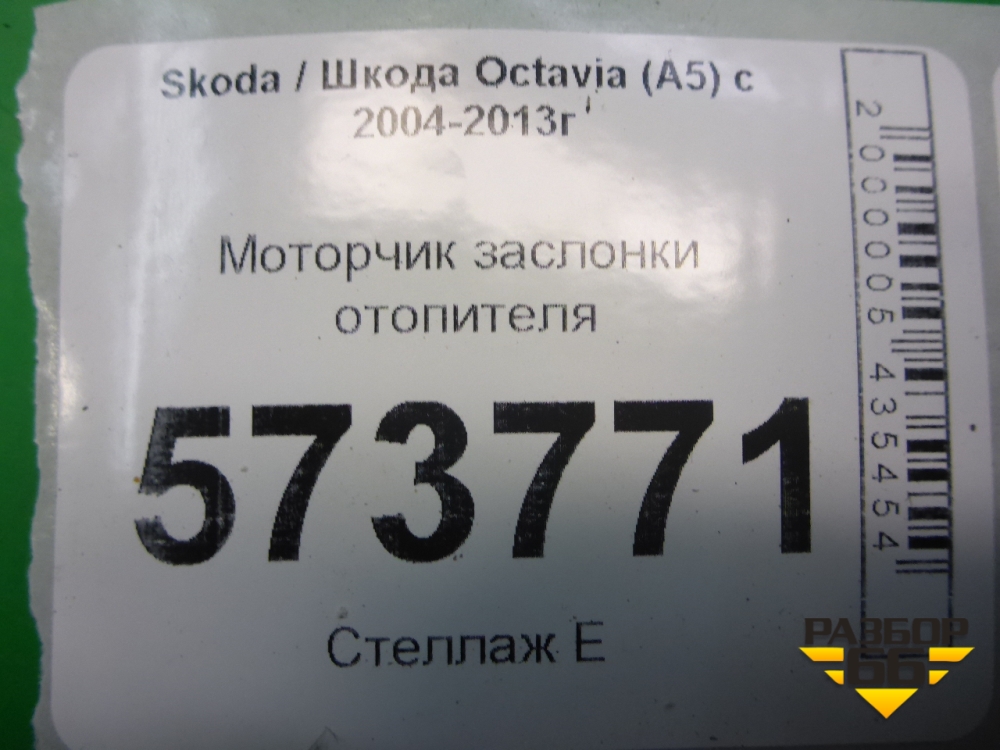 Skoda / Шкода Octavia (A5) с
2004-2013г
Моторчик заслонки
отопителя
573771
Стеллаж Е
2000005435454
РАЗБОР
66